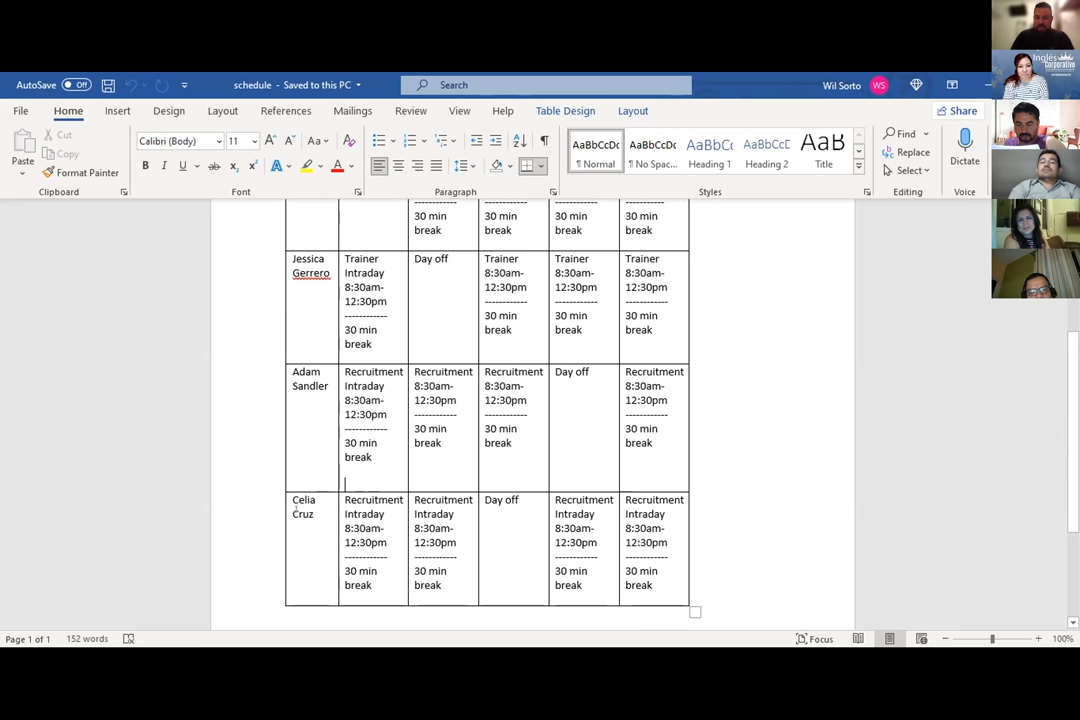 Inglés
Corporativo
AutoSave Off
schedule - Saved to this PC
Search
Wil Sorto WS
File Home Insert Design Layout References Mailings Review View Help Table Design Layout
Share
Paste
Cut
Copy
Format Painter
Clipboard
Calibri (Body) 11
Font
Paragraph
AaBbCcDc AaBbCcDc AaBbC AaBbCcD AaB
¶ Normal ¶ No Spac... Heading 1 Heading 2 Title
Styles
Find
Replace
Select
Editing
Dictate
Voice
------------ ------------ ------------ ------------
30 min 30 min 30 min 30 min
break break break break
Jessica Trainer Day off Trainer Trainer Trainer
Gerrero Intraday 8:30am- 8:30am- 8:30am-
8:30am- 12:30pm 12:30pm 12:30pm
12:30pm ------------ ------------ ------------
------------ 30 min 30 min 30 min
30 min break break break
break
Adam Recruitment Recruitment Recruitment Day off Recruitment
Sandler Intraday 8:30am- 8:30am- 8:30am-
8:30am- 12:30pm 12:30pm 12:30pm
12:30pm ------------ ------------ ------------
------------ 30 min 30 min 30 min
30 min break break break
break
Celia Recruitment Recruitment Day off Recruitment Recruitment
Cruz Intraday Intraday Intraday Intraday
8:30am- 8:30am- 8:30am- 8:30am-
12:30pm 12:30pm 12:30pm 12:30pm
------------ ------------ ------------ ------------
30 min 30 min 30 min 30 min
break break break break
Page 1 of 1 152 words
Focus
100%